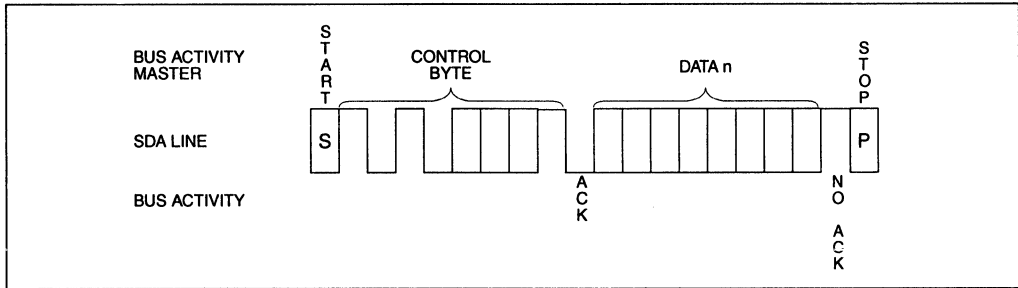 BUS ACTIVITY
MASTER
START
CONTROL
BYTE
DATA n
STOP
SDA LINE
S
P
BUS ACTIVITY
ACK
NO ACK